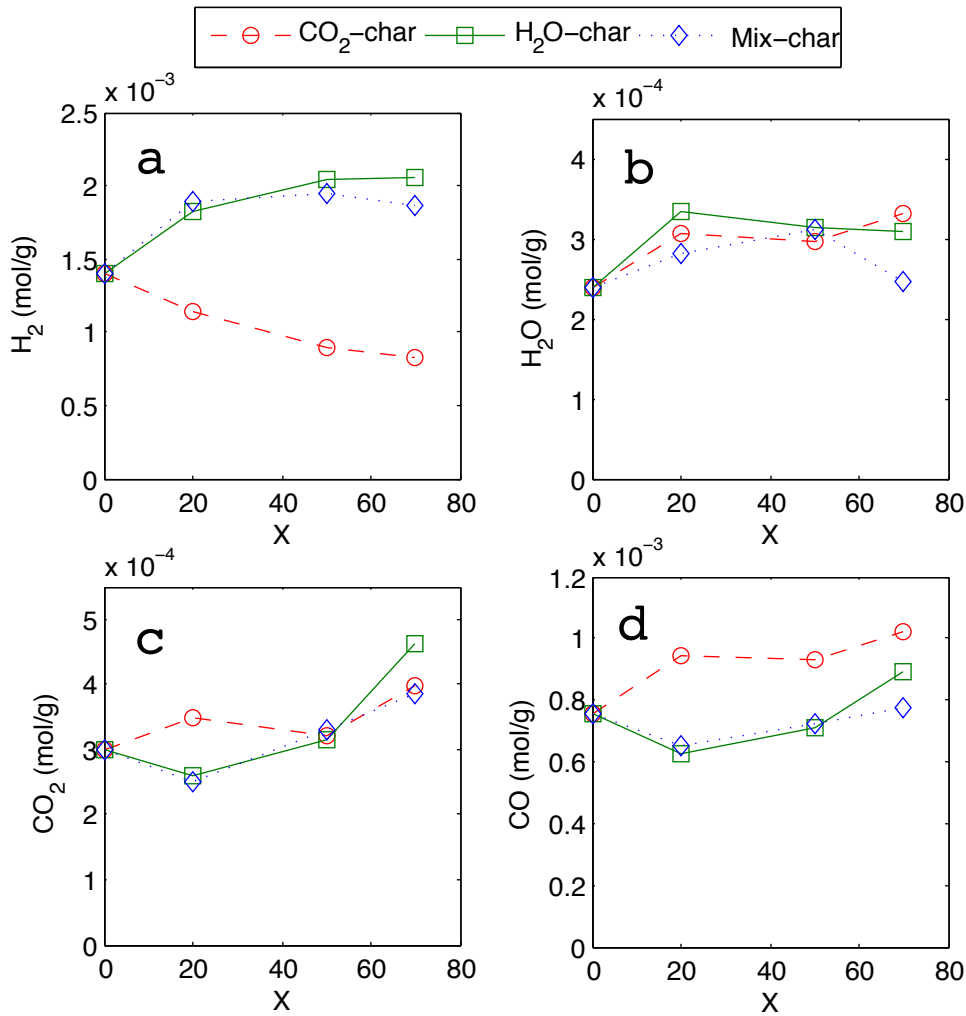 CO2−char H2O−char Mix−char
x 10−3
a
2.5
2
1.5
1
0.5
0
0 20 40 60 80
H2 (mol/g)
X
x 10−4
b
4
3
2
1
0
0 20 40 60 80
H2O (mol/g)
X
x 10−4
c
5
4
3
2
1
0
0 20 40 60 80
CO2 (mol/g)
X
x 10−3
d
1.2
1
0.8
0.6
0.4
0.2
0
0 20 40 60 80
CO (mol/g)
X